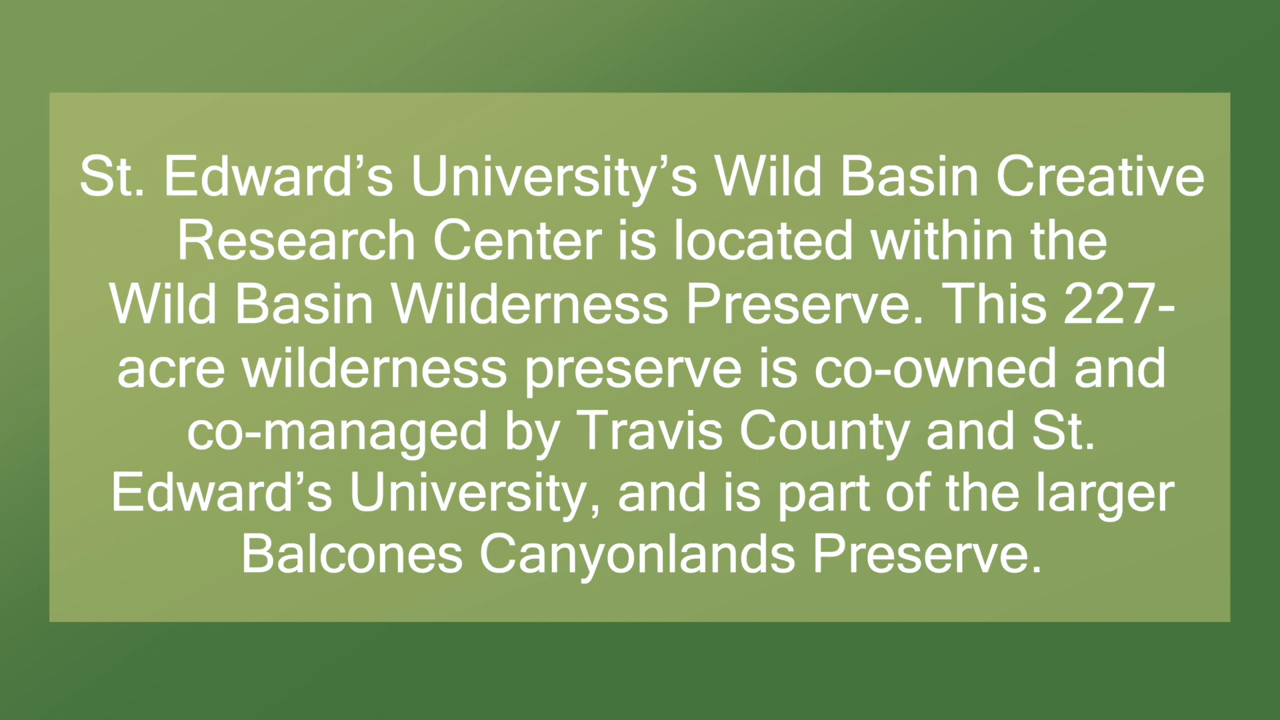 St. Edward’s University’s Wild Basin Creative
Research Center is located within the
Wild Basin Wilderness Preserve. This 227-
acre wilderness preserve is co-owned and
co-managed by Travis County and St.
Edward’s University, and is part of the larger
Balcones Canyonlands Preserve.